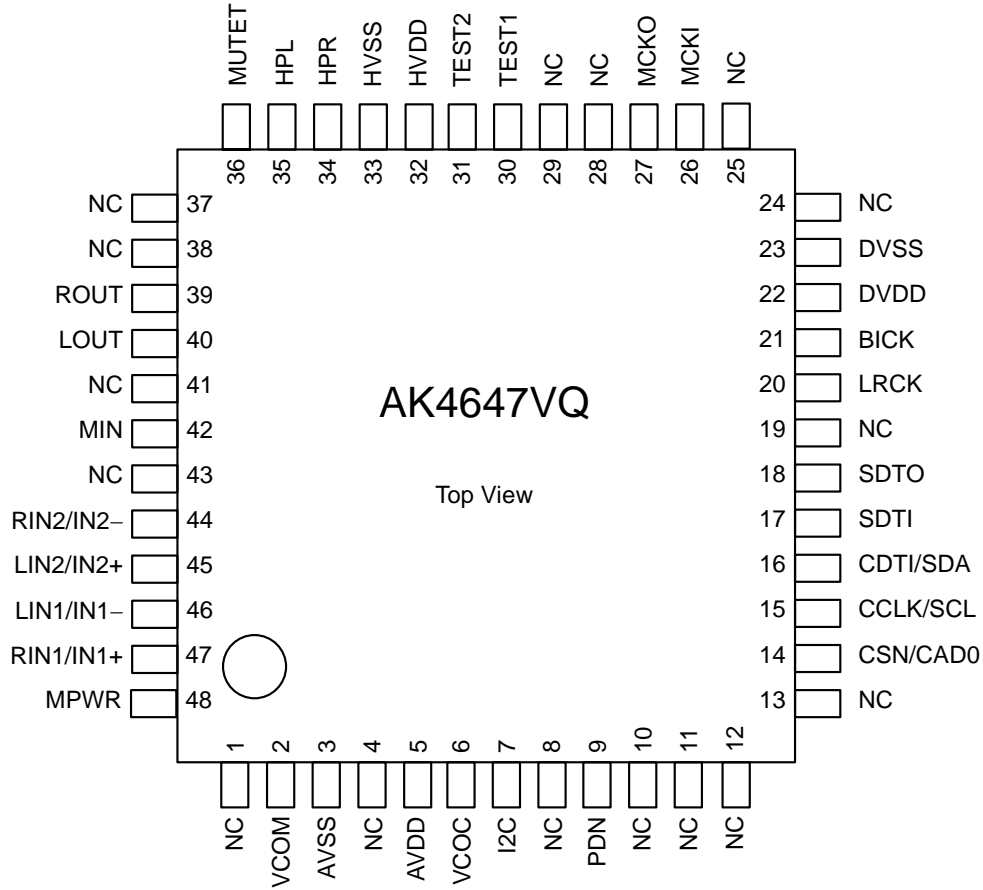 MUTET HPL HPR HVSS HVDD TEST2 TEST1 NC NC MCKO MCKI NC
36 35 34 33 32 31 30 29 28 27 26 25
NC 37 24 NC
NC 38 23 DVSS
ROUT 39 22 DVDD
LOUT 40 21 BICK
NC 41 20 LRCK
AK4647VQ
MIN 42 19 NC
NC 43 18 SDTO
Top View
RIN2/IN2− 44 17 SDTI
LIN2/IN2+ 45 16 CDTI/SDA
LIN1/IN1− 46 15 CCLK/SCL
RIN1/IN1+ 47 14 CSN/CAD0
MPWR 48 13 NC
1 2 3 4 5 6 7 8 9 10 11 12
NC VCOM AVSS NC AVDD VCOC I2C NC PDN NC NC NC